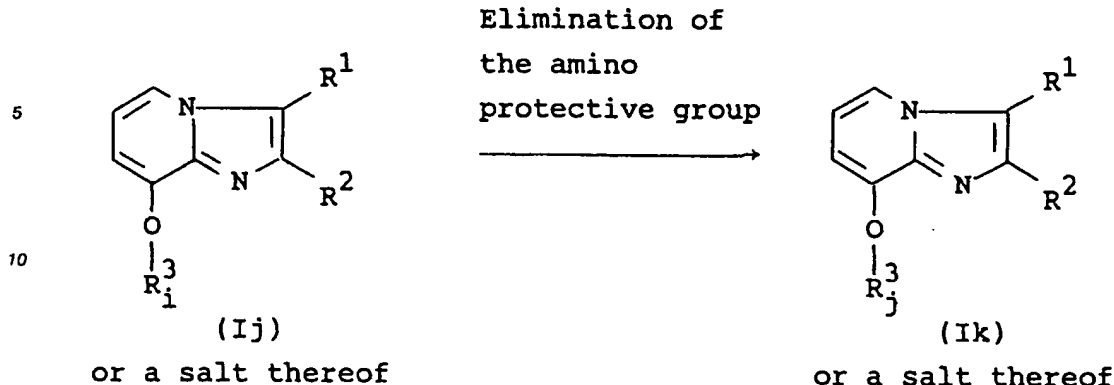 Elimination of
the amino
protective group
5
N
R¹
N
R²
O
R³ᵢ
(Ij)
or a salt thereof
N
R¹
N
R²
O
R³ⱼ
(Ik)
or a salt thereof
10